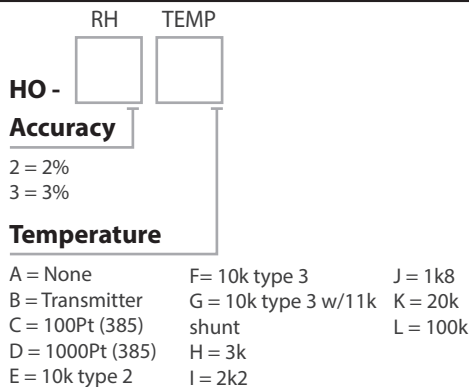 RH TEMP
HO -
Accuracy
2 = 2%
3 = 3%
Temperature
A = None
B = Transmitter
C = 100Pt (385)
D = 1000Pt (385)
E = 10k type 2
F= 10k type 3
G = 10k type 3 w/11k
shunt
H = 3k
I = 2k2
J = 1k8
K = 20k
L = 100k